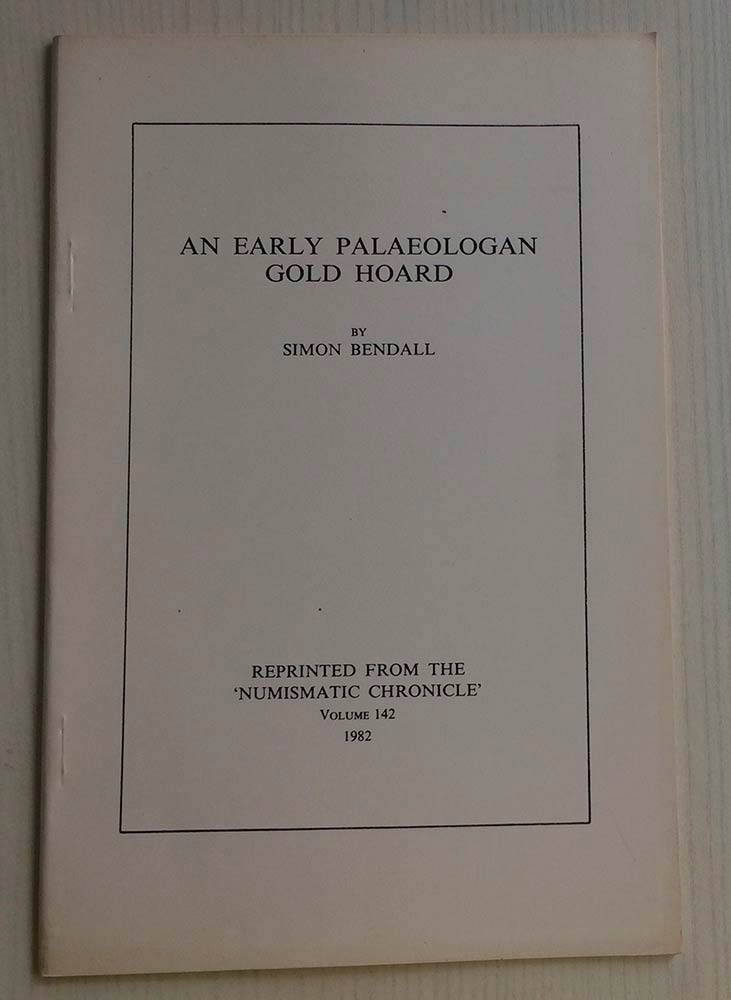 AN EARLY PALAEOLOGAN
GOLD HOARD
BY
SIMON BENDALL
REPRINTED FROM THE
‘NUMISMATIC CHRONICLE’
VOLUME 142
1982